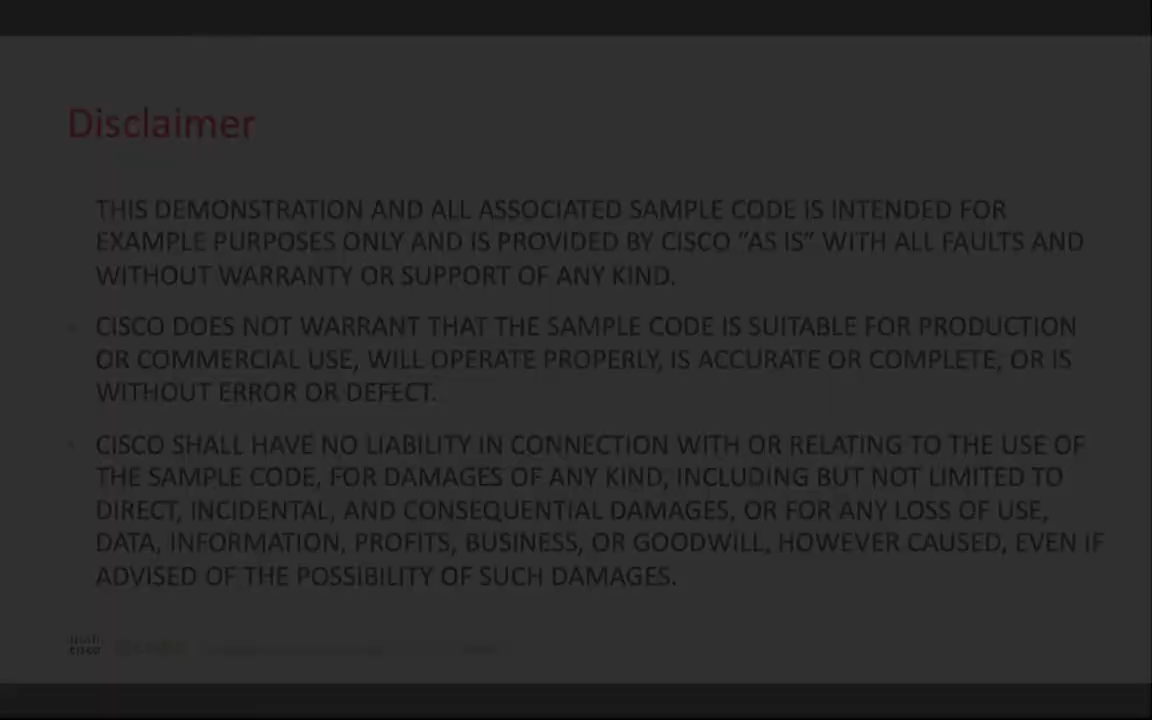 Disclaimer
THIS DEMONSTRATION AND ALL ASSOCIATED SAMPLE CODE IS INTENDED FOR
EXAMPLE PURPOSES ONLY AND IS PROVIDED BY CISCO "AS IS" WITH ALL FAULTS AND
WITHOUT WARRANTY OR SUPPORT OF ANY KIND.
CISCO DOES NOT WARRANT THAT THE SAMPLE CODE IS SUITABLE FOR PRODUCTION
OR COMMERCIAL USE, WILL OPERATE PROPERLY, IS ACCURATE OR COMPLETE, OR IS
WITHOUT ERROR OR DEFECT.
CISCO SHALL HAVE NO LIABILITY IN CONNECTION WITH OR RELATING TO THE USE OF
THE SAMPLE CODE, FOR DAMAGES OF ANY KIND, INCLUDING BUT NOT LIMITED TO
DIRECT, INCIDENTAL, AND CONSEQUENTIAL DAMAGES, OR FOR ANY LOSS OF USE,
DATA, INFORMATION, PROFITS, BUSINESS, OR GOODWILL, HOWEVER CAUSED, EVEN IF
ADVISED OF THE POSSIBILITY OF SUCH DAMAGES.
CISCO